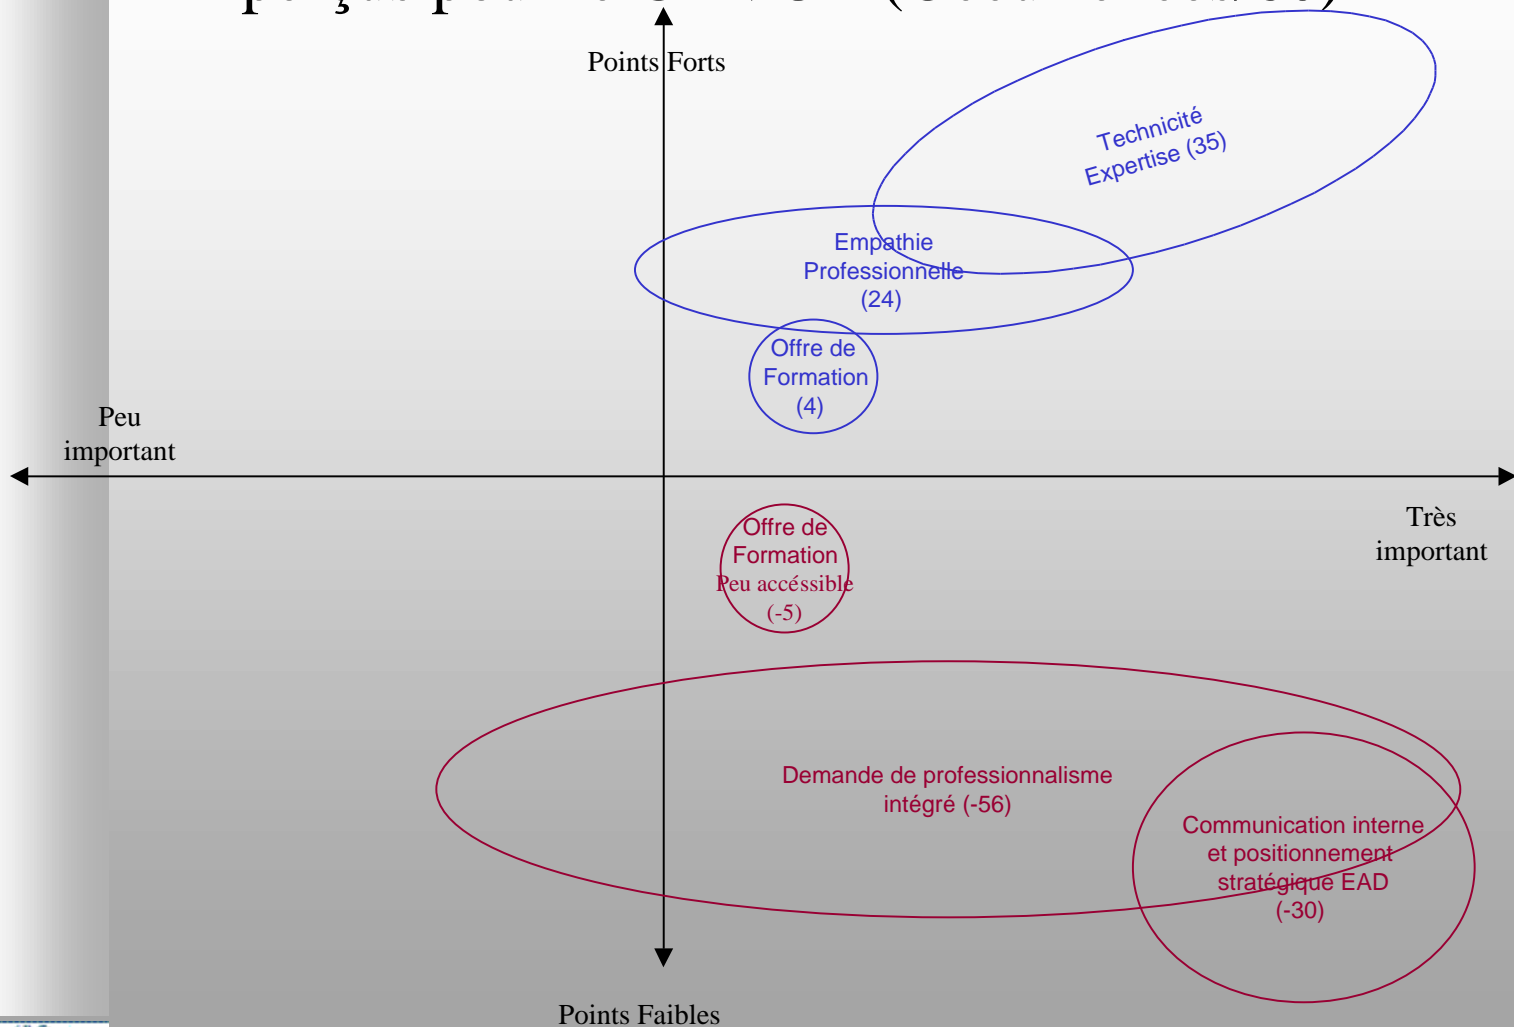 Points Forts
Technicité
Expertise (35)
Empathie
Professionnelle
(24)
Offre de
Formation
(4)
Peu
important
Très
important
Offre de
Formation
Peu accéssible
(-5)
Demande de professionnalisme
intégré (-56)
Communication interne
et positionnement
stratégique EAD
(-30)
Points Faibles